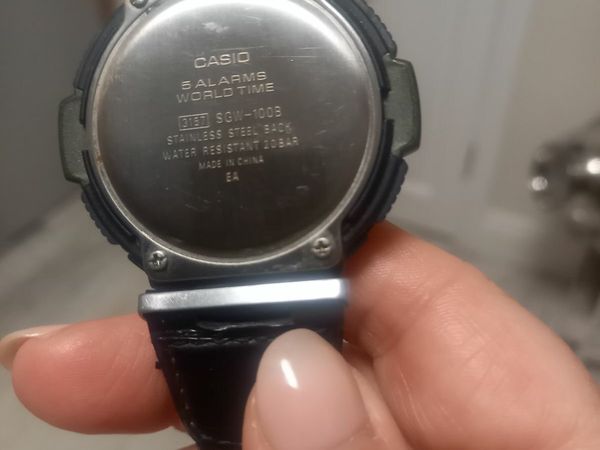 CASIO
5 ALARMS
WORLD TIME
3157 SGW-100B
STAINLESS STEEL BACK
WATER RESISTANT 20BAR
MADE IN CHINA
EA